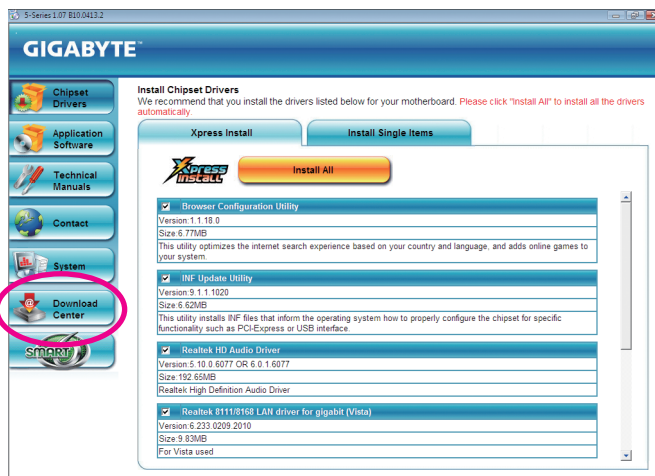 5-Series 1.07 B10.0413.2
GIGABYTE™
Chipset
Drivers
Application
Software
Technical
Manuals
Contact
System
Download
Center
SMART
Install Chipset Drivers
We recommend that you install the drivers listed below for your motherboard. Please click "Install All" to install all the drivers
automatically.
Xpress Install
Install Single Items
Xpress
INSTALL
Install All
Browser Configuration Utility
Version:1.1.18.0
Size:6.77MB
This utility optimizes the internet search experience based on your country and language, and adds online games to
your system.
INF Update Utility
Version:9.1.1.1020
Size:6.62MB
This utility installs INF files that inform the operating system how to properly configure the chipset for specific
functionality such as PCI-Express or USB interface.
Realtek HD Audio Driver
Version:5.10.0.6077 OR 6.0.1.6077
Size:192.65MB
Realtek High Definition Audio Driver
Realtek 8111/8168 LAN driver for gigabit (Vista)
Version:6.233.0209.2010
Size:9.83MB
For Vista used